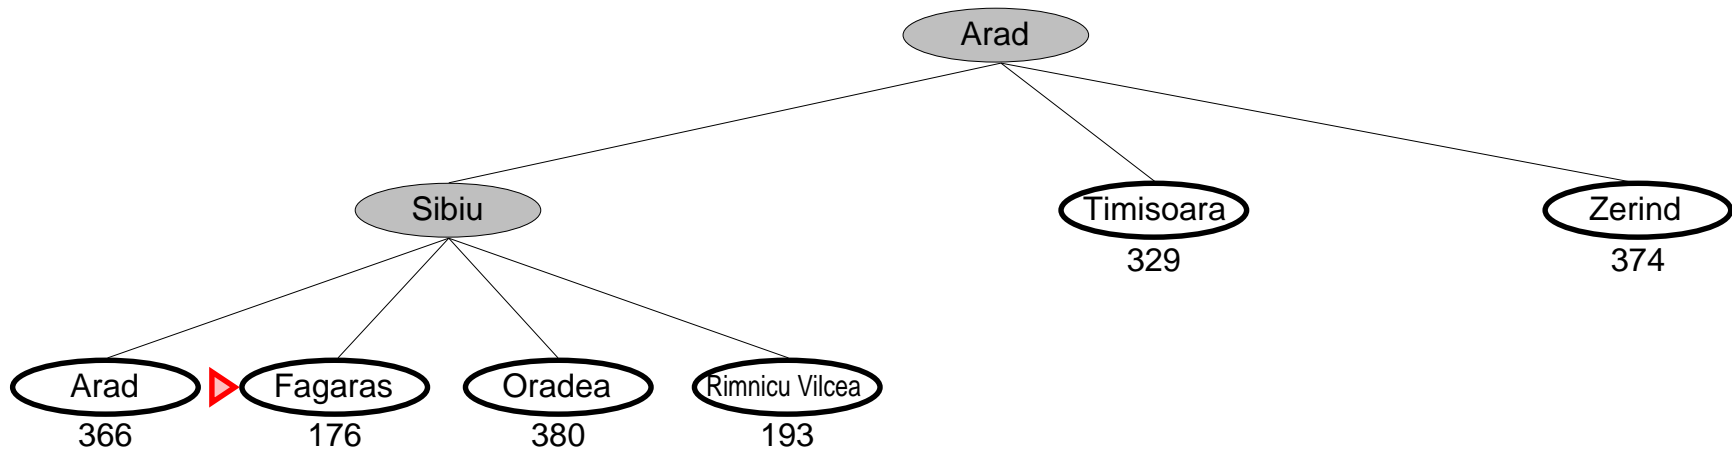 Arad
Sibiu
Timisoara
Zerind
329
374
Arad
Fagaras
Oradea
Rimnicu Vilcea
366
176
380
193